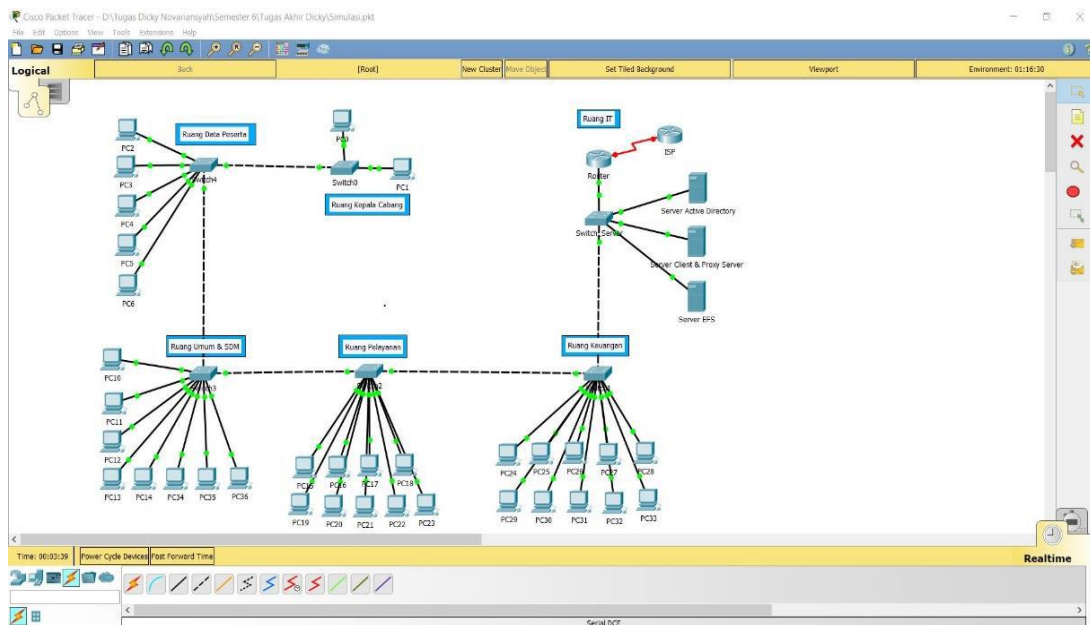 Cisco Packet Tracer - D:\Tugas Dicky Novariansyah\Semester 6\Tugas Akhir Dicky\Simulasi.pkt
File Edit Options View Tools Extensions Help
Logical Back [Root] New Cluster Move Object Set Tiled Background Viewport Environment: 01:16:30
Ruang Data Peserta
Ruang IT
PC2
PC3
PC4
PC5
PC6
Switch0
PC1
Ruang Kepala Cabang
ISP
Router
Switch_Server
Server Active Directory
Server Client & Proxy Server
Server EFS
Ruang Umum & SDM
Ruang Pelayanan
Ruang Keuangan
PC10
PC11
PC12
PC13 PC14 PC34 PC35 PC36
PC16 PC17 PC18
PC19 PC20 PC21 PC22 PC23
PC24 PC25 PC26 PC27 PC28
PC29 PC30 PC31 PC32 PC33
Time: 00:03:39 Power Cycle Devices Fast Forward Time
Realtime
Serial DCE